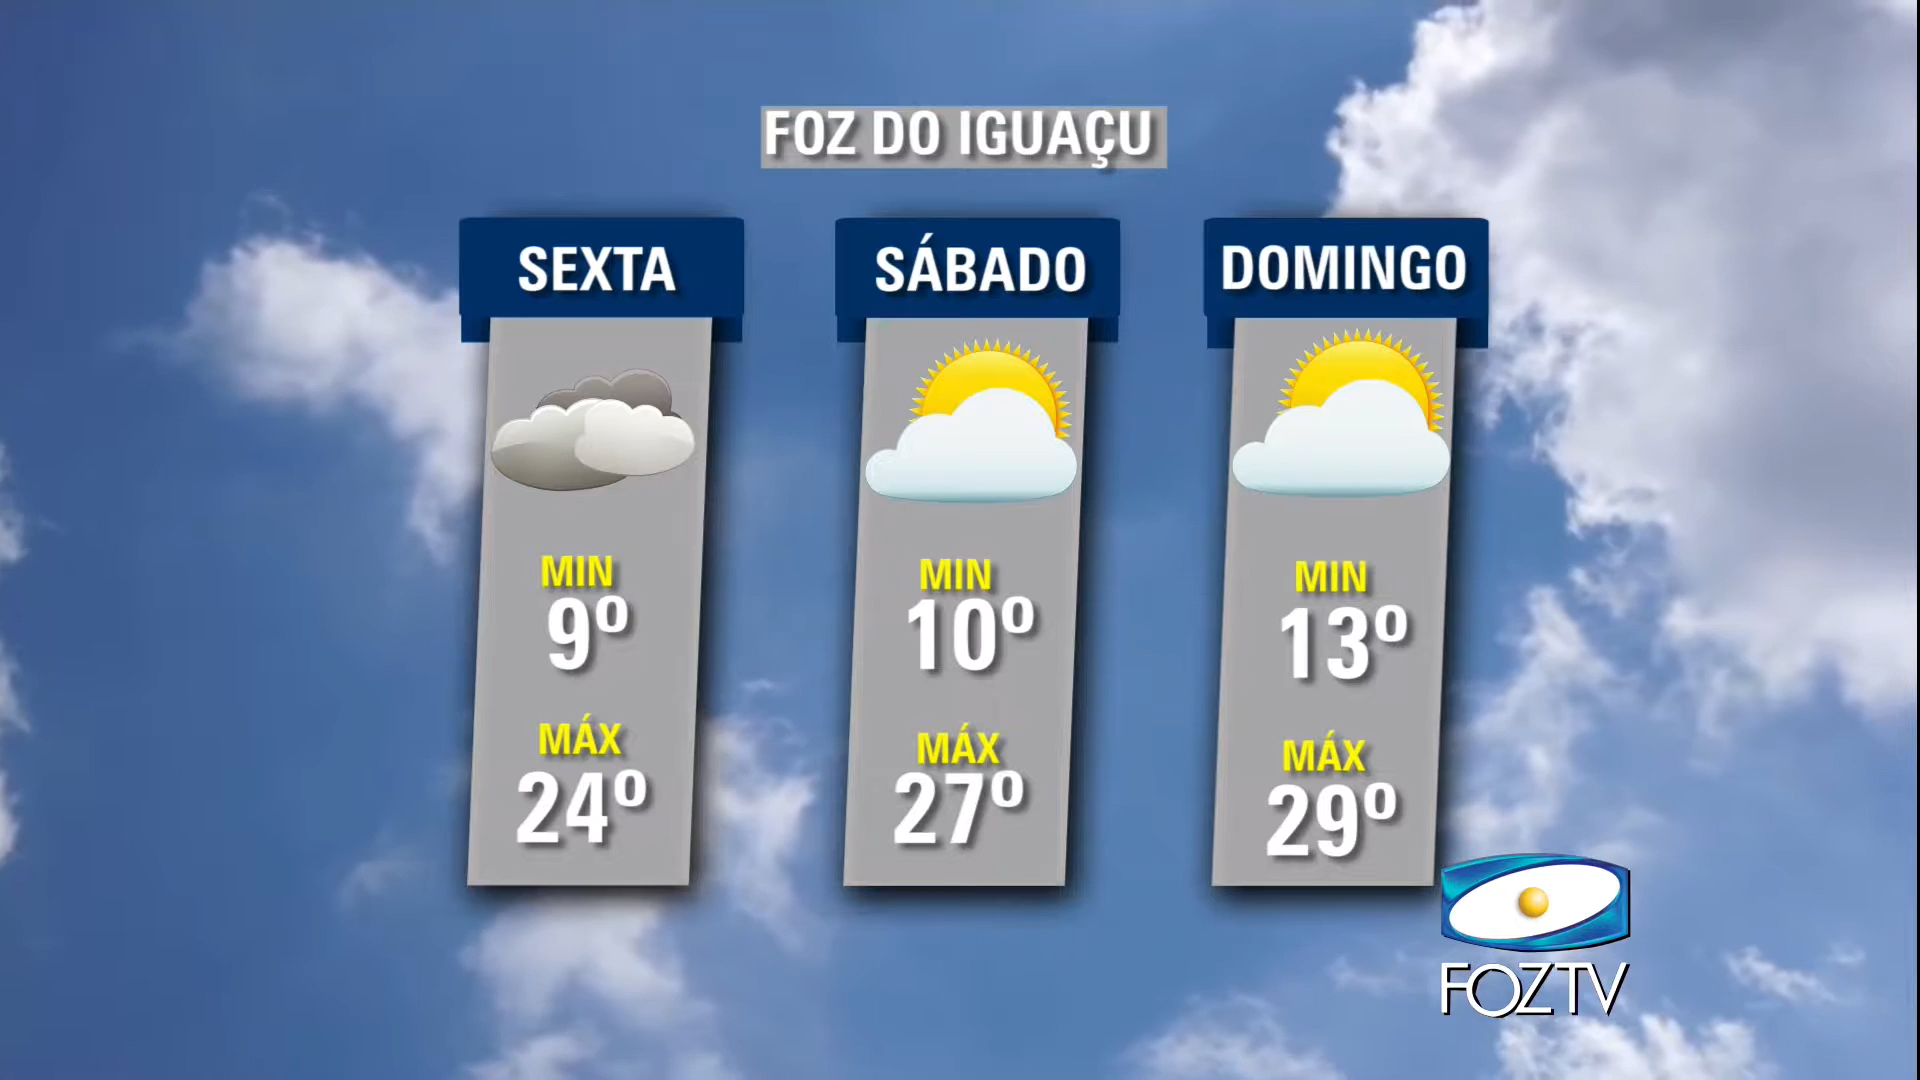 FOZ DO IGUAÇU
SEXTA
MIN
9º
MÁX
24º
SÁBADO
MIN
10º
MÁX
27º
DOMINGO
MIN
13º
MÁX
29º
FOZTV